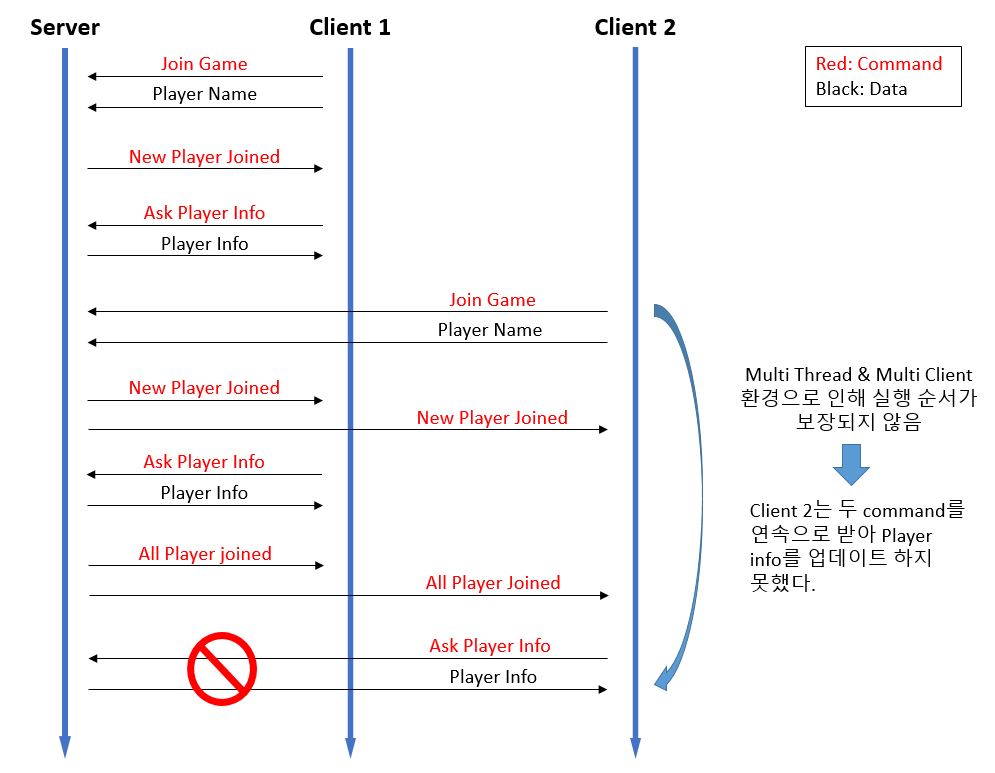 Server
Client 1
Client 2
Red: Command
Black: Data
Join Game
Player Name
New Player Joined
Ask Player Info
Player Info
Join Game
Player Name
New Player Joined
New Player Joined
Ask Player Info
Player Info
All Player joined
All Player Joined
Ask Player Info
Player Info
Multi Thread & Multi Client
환경으로 인해 실행 순서가
보장되지 않음
Client 2는 두 command를
연속으로 받아 Player
info를 업데이트 하지
못했다.